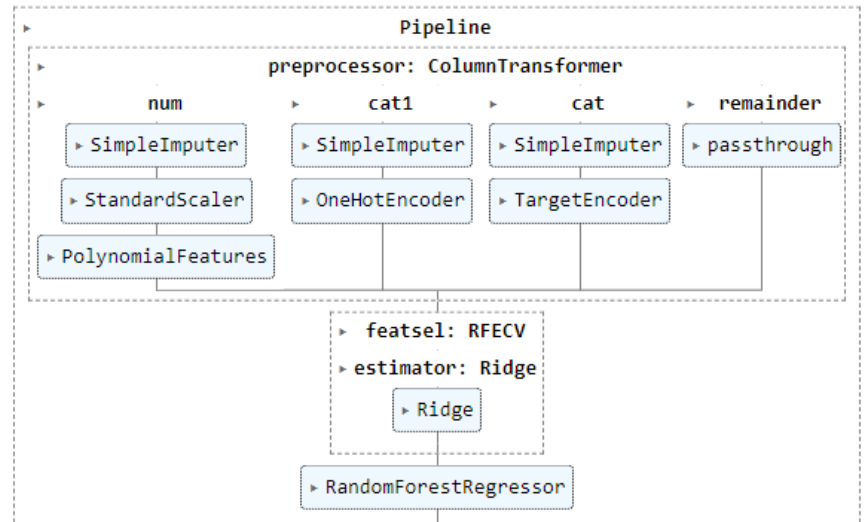 Pipeline
preprocessor: ColumnTransformer
num cat1 cat remainder
SimpleImputer SimpleImputer SimpleImputer passthrough
StandardScaler OneHotEncoder TargetEncoder
PolynomialFeatures
featsel: RFECV
estimator: Ridge
Ridge
RandomForestRegressor